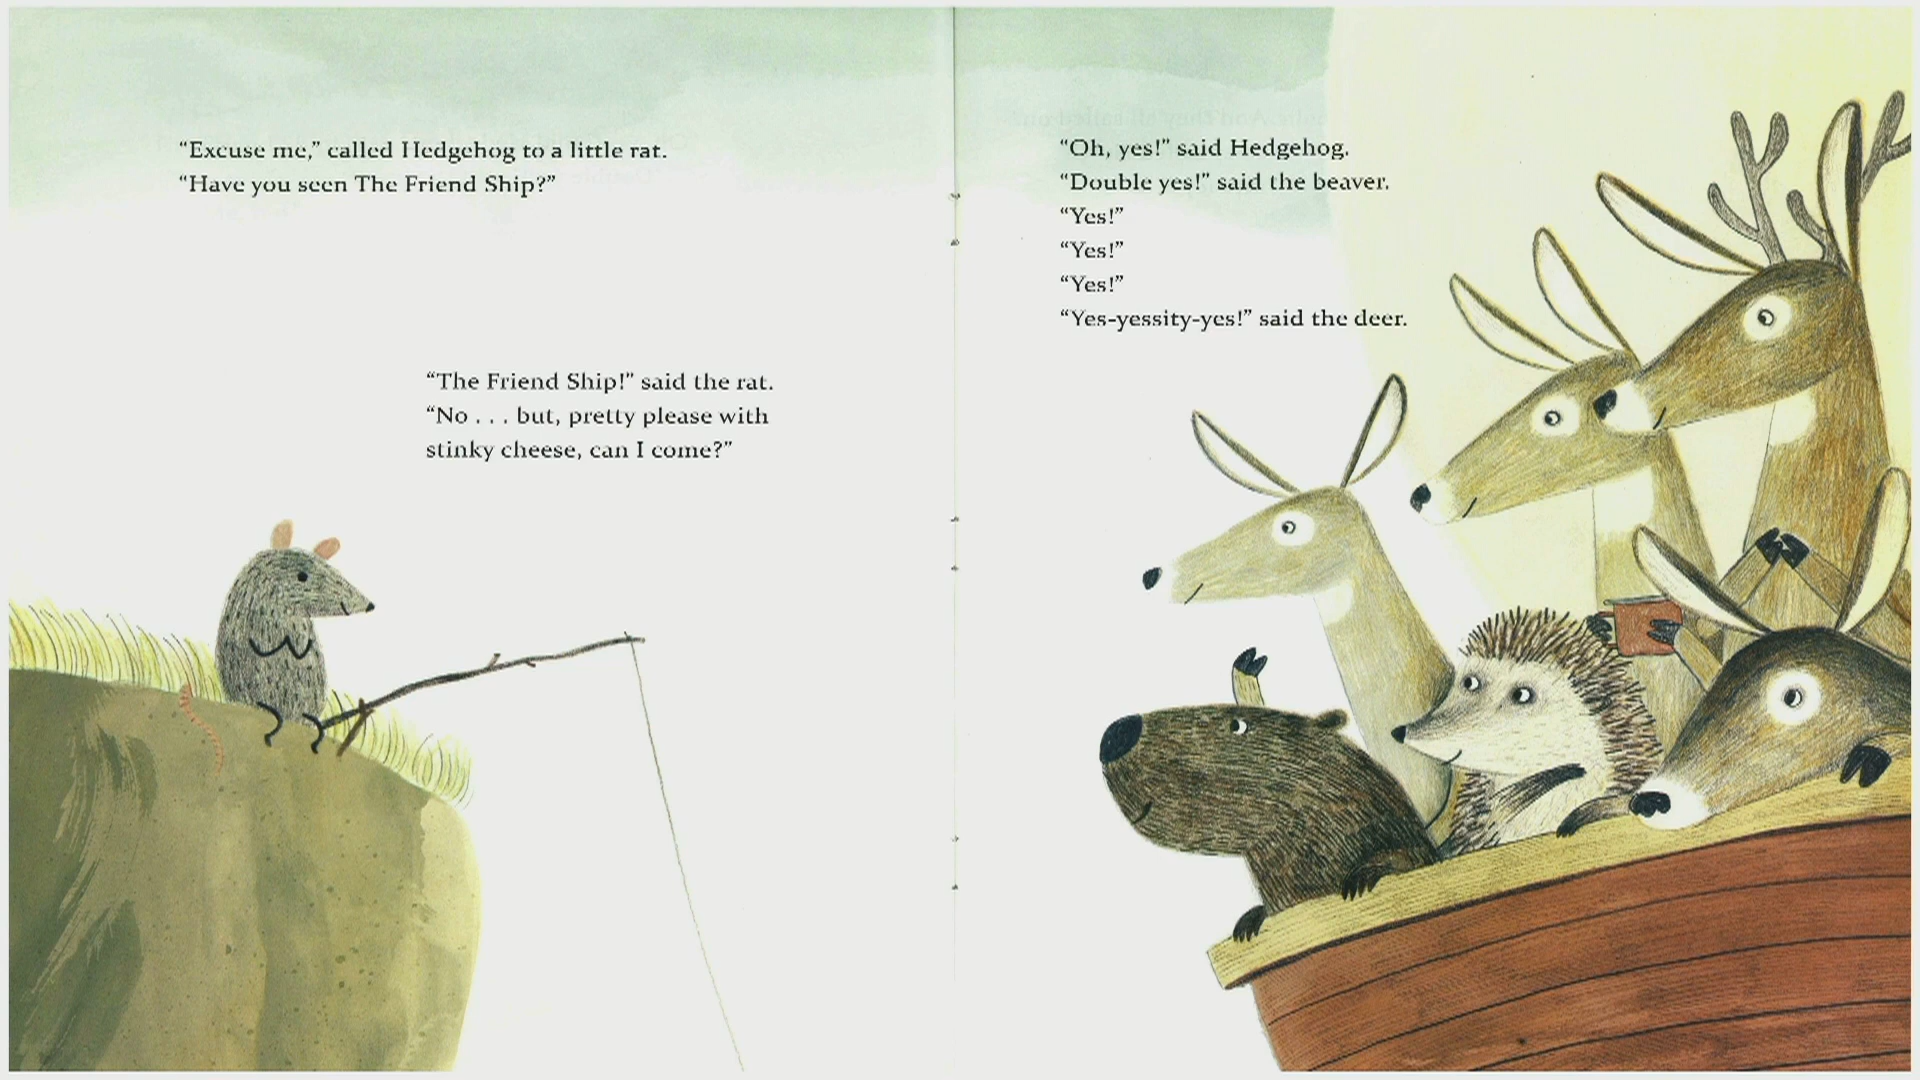 “Excuse me,” called Hedgehog to a little rat.
“Have you seen The Friend Ship?”
“The Friend Ship!” said the rat.
“No . . . but, pretty please with
stinky cheese, can I come?”
“Oh, yes!” said Hedgehog.
“Double yes!” said the beaver.
“Yes!”
“Yes!”
“Yes!”
“Yes-yessity-yes!” said the deer.